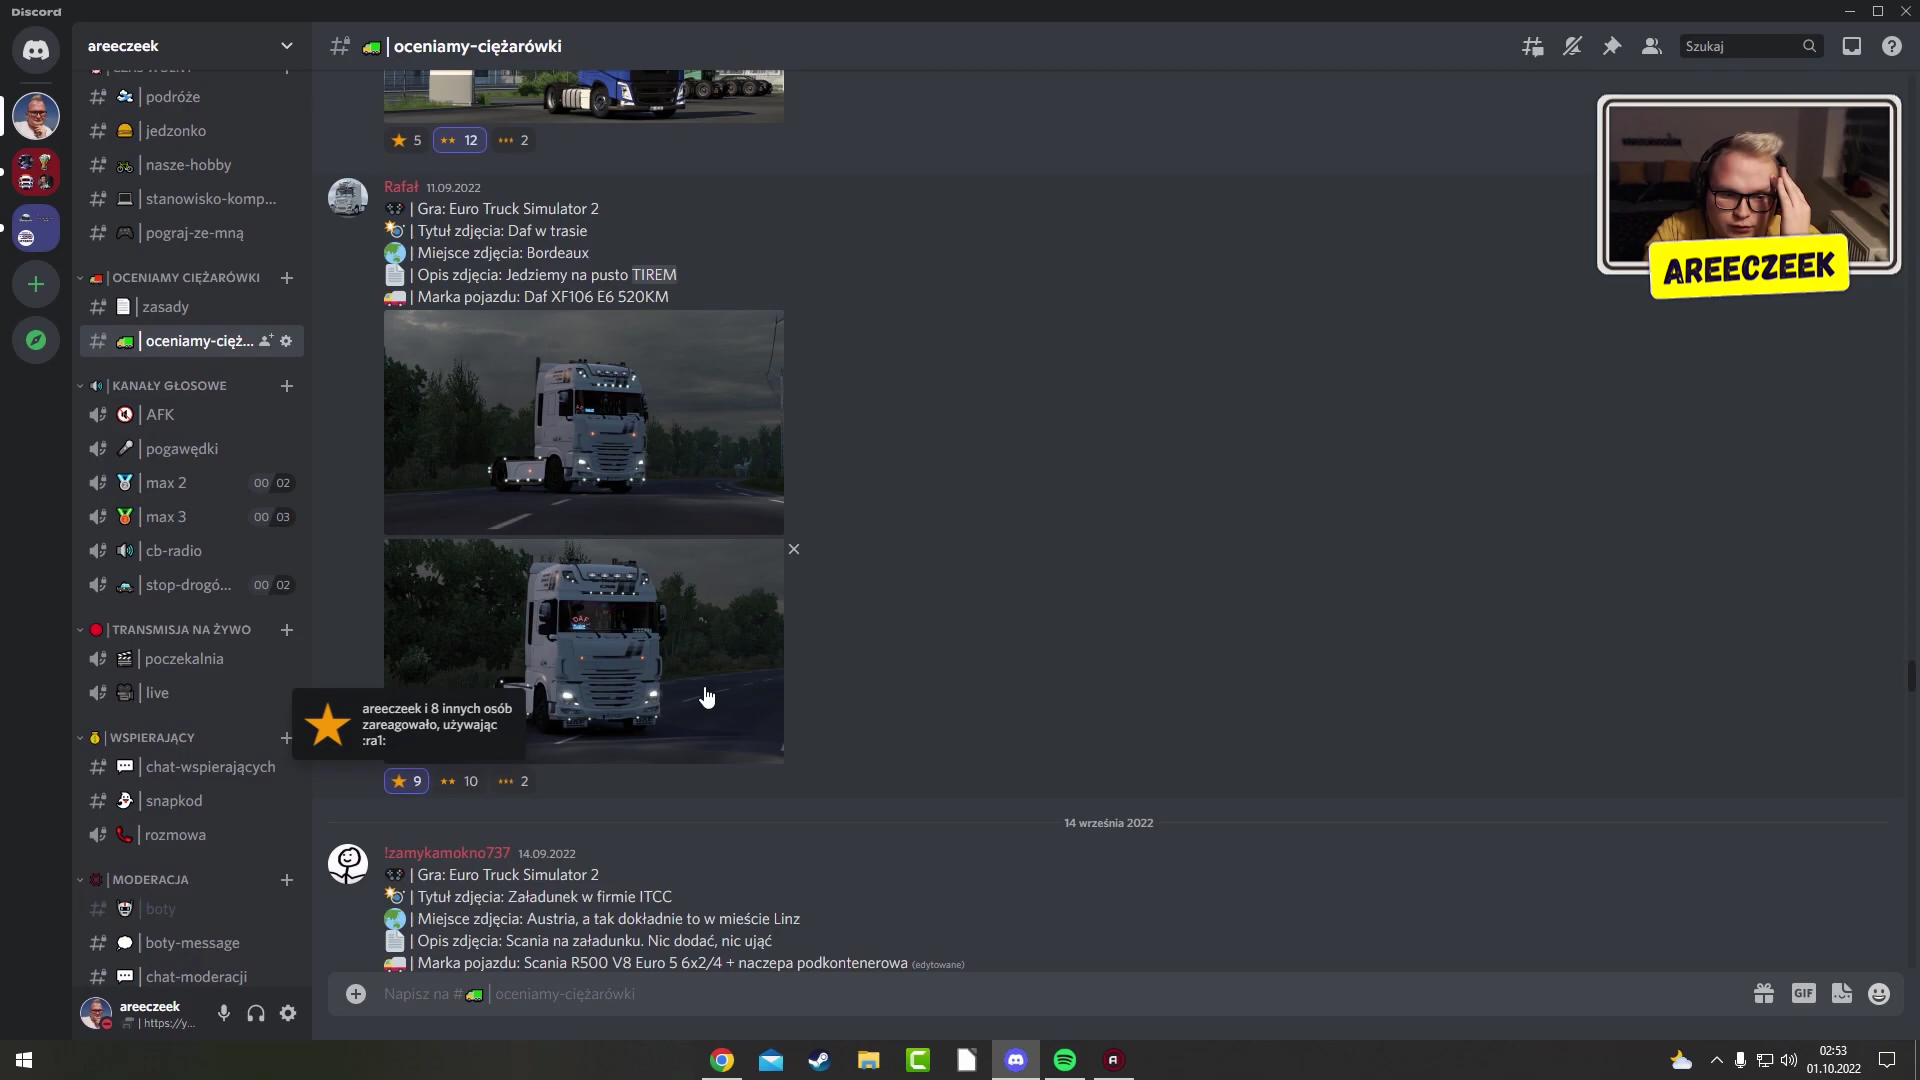 Discord
areeczeek
| oceniamy-ciężarówki
Szukaj
| podróże
| jedzonko
| nasze-hobby
| stanowisko-komp...
| pograj-ze-mną
| OCENIAMY CIĘŻARÓWKI
| zasady
| oceniamy-cięż...
| KANAŁY GŁOSOWE
| AFK
| pogawędki
| max 2 00 02
| max 3 00 03
| cb-radio
| stop-drogó... 00 02
| TRANSMISJA NA ŻYWO
| poczekalnia
| live
| WSPIERAJĄCY
| chat-wspierających
| snapkod
| rozmowa
| MODERACJA
| boty
| boty-message
| chat-moderacji
areeczeek
| https://y...
5 12 2
Rafał 11.09.2022
| Gra: Euro Truck Simulator 2
| Tytuł zdjęcia: Daf w trasie
| Miejsce zdjęcia: Bordeaux
| Opis zdjęcia: Jedziemy na pusto TIREM
| Marka pojazdu: Daf XF106 E6 520KM
DAF
areeczeek i 8 innych osób
zareagowało, używając
:ra1:
9 10 2
14 września 2022
!zamykamokno737 14.09.2022
| Gra: Euro Truck Simulator 2
| Tytuł zdjęcia: Załadunek w firmie ITCC
| Miejsce zdjęcia: Austria, a tak dokładnie to w mieście Linz
| Opis zdjęcia: Scania na załadunku. Nic dodać, nic ująć
| Marka pojazdu: Scania R500 V8 Euro 5 6x2/4 + naczepa podkontenerowa (edytowane)
Napisz na # | oceniamy-ciężarówki
GIF
AREECZEEK
02:53
01.10.2022